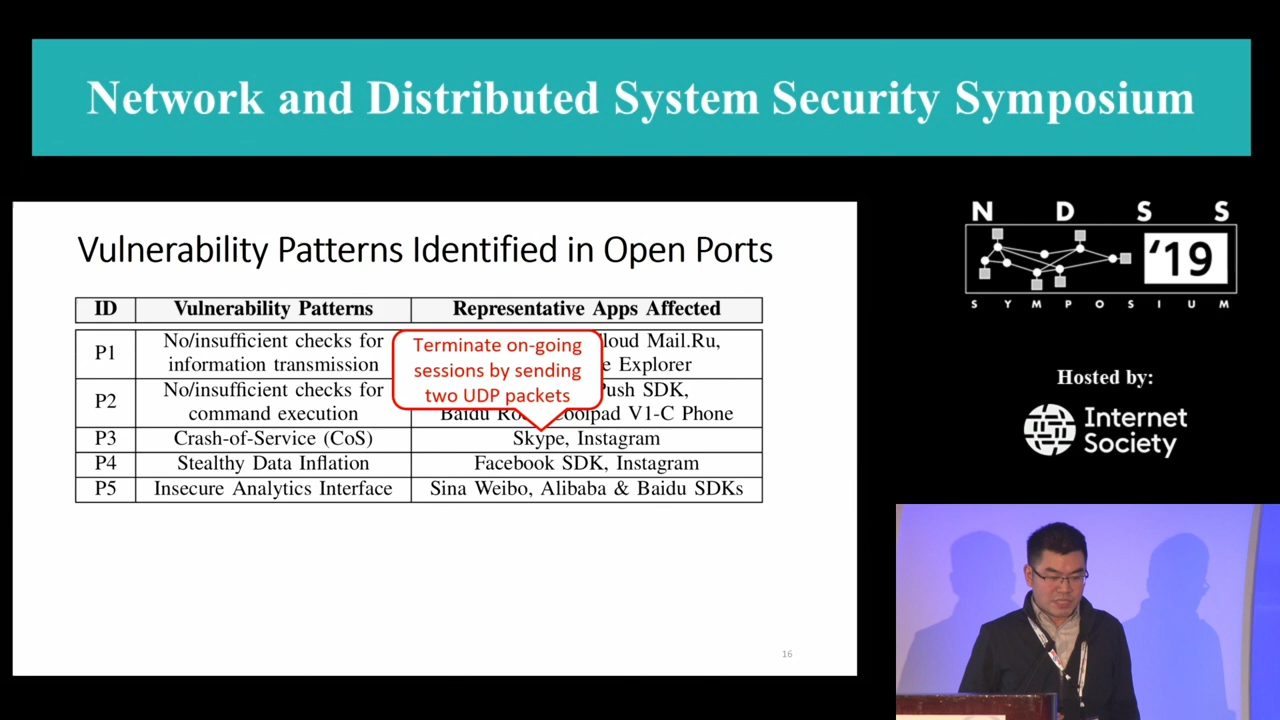 Network and Distributed System Security Symposium
Vulnerability Patterns Identified in Open Ports
ID Vulnerability Patterns Representative Apps Affected
P1 No/insufficient checks for information transmission Mail.Ru, Explorer
P2 No/insufficient checks for command execution Push SDK, Baidu Coolpad V1-C Phone
Terminate on-going
sessions by sending
two UDP packets
P3 Crash-of-Service (CoS) Skype, Instagram
P4 Stealthy Data Inflation Facebook SDK, Instagram
P5 Insecure Analytics Interface Sina Weibo, Alibaba & Baidu SDKs
16
N D S S
'19
S Y M P O S I U M
Hosted by:
Internet
Society